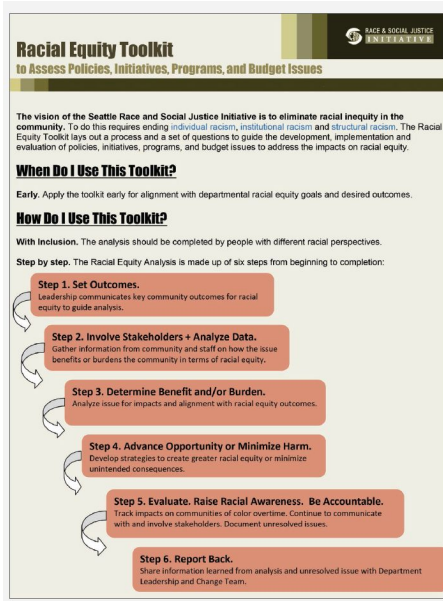 RACE & SOCIAL JUSTICE
INITIATIVE
Racial Equity Toolkit
to Assess Policies, Initiatives, Programs, and Budget Issues
The vision of the Seattle Race and Social Justice Initiative is to eliminate racial inequity in the
community. To do this requires ending individual racism, institutional racism and structural racism. The Racial
Equity Toolkit lays out a process and a set of questions to guide the development, implementation and
evaluation of policies, initiatives, programs, and budget issues to address the impacts on racial equity.
When Do I Use This Toolkit?
Early. Apply the toolkit early for alignment with departmental racial equity goals and desired outcomes.
How Do I Use This Toolkit?
With Inclusion. The analysis should be completed by people with different racial perspectives.
Step by step. The Racial Equity Analysis is made up of six steps from beginning to completion:
Step 1. Set Outcomes.
Leadership communicates key community outcomes for racial
equity to guide analysis.
Step 2. Involve Stakeholders + Analyze Data.
Gather information from community and staff on how the issue
benefits or burdens the community in terms of racial equity.
Step 3. Determine Benefit and/or Burden.
Analyze issue for impacts and alignment with racial equity outcomes.
Step 4. Advance Opportunity or Minimize Harm.
Develop strategies to create greater racial equity or minimize
unintended consequences.
Step 5. Evaluate. Raise Racial Awareness. Be Accountable.
Track impacts on communities of color overtime. Continue to communicate
with and involve stakeholders. Document unresolved issues.
Step 6. Report Back.
Share information learned from analysis and unresolved issue with Department
Leadership and Change Team.